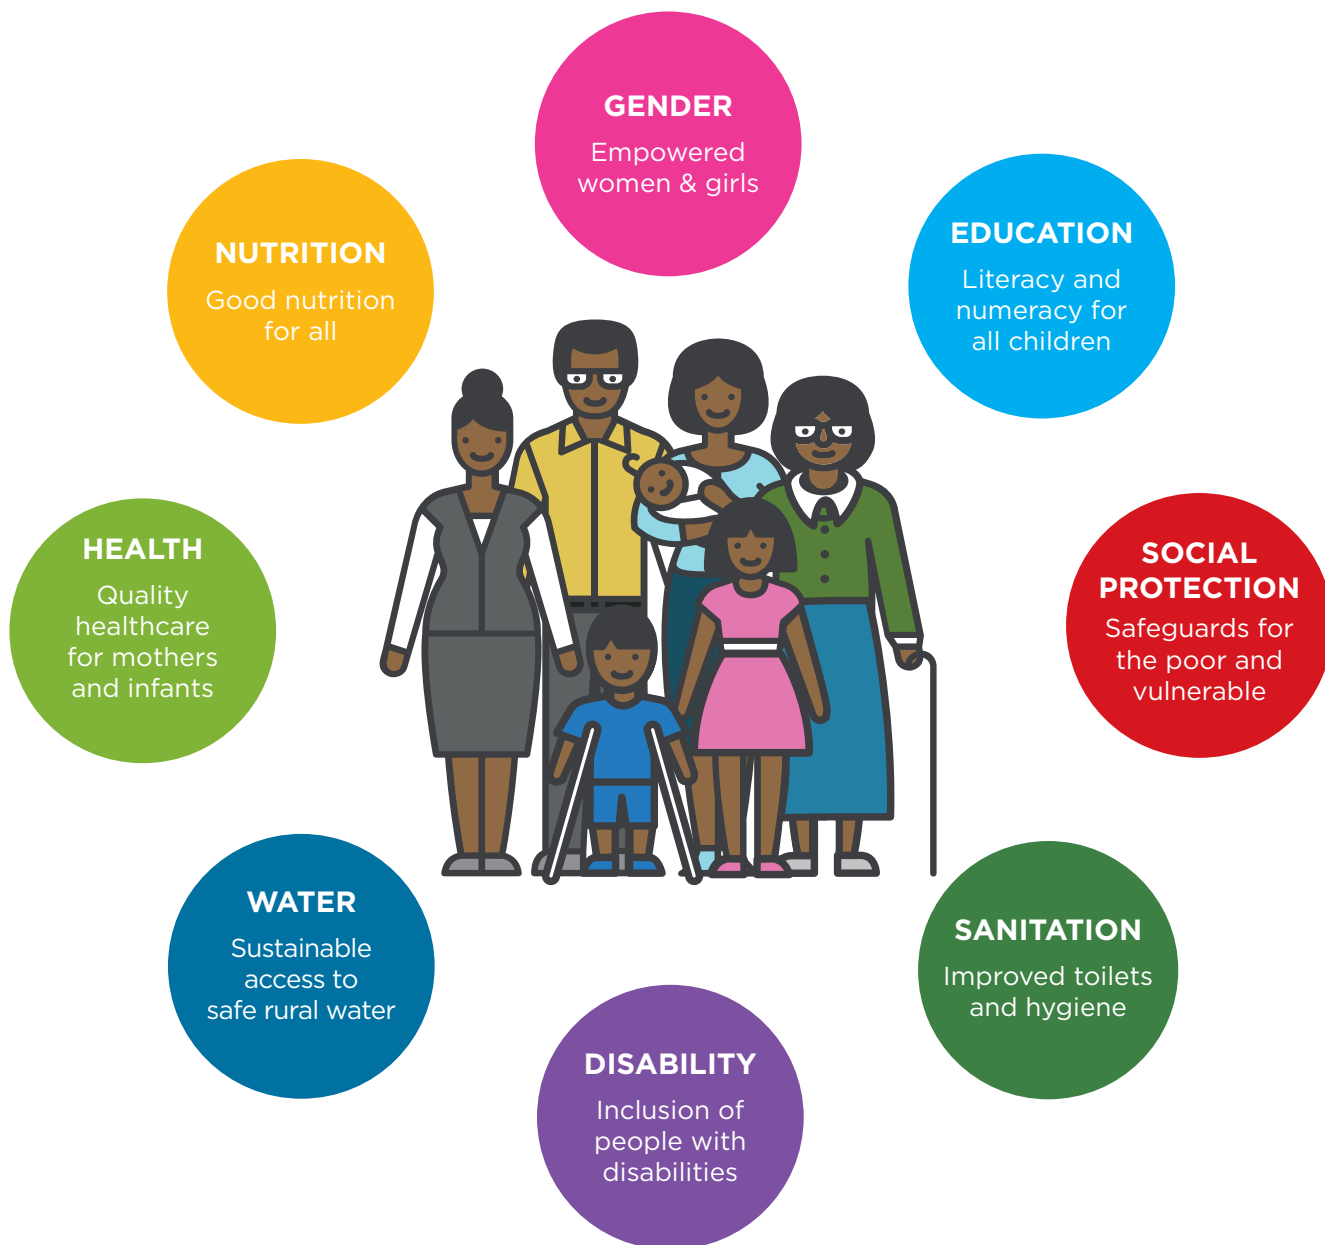 GENDER
Empowered
women & girls
EDUCATION
Literacy and
numeracy for
all children
SOCIAL
PROTECTION
Safeguards for
the poor and
vulnerable
SANITATION
Improved toilets
and hygiene
DISABILITY
Inclusion of
people with
disabilities
WATER
Sustainable
access to
safe rural water
HEALTH
Quality
healthcare
for mothers
and infants
NUTRITION
Good nutrition
for all